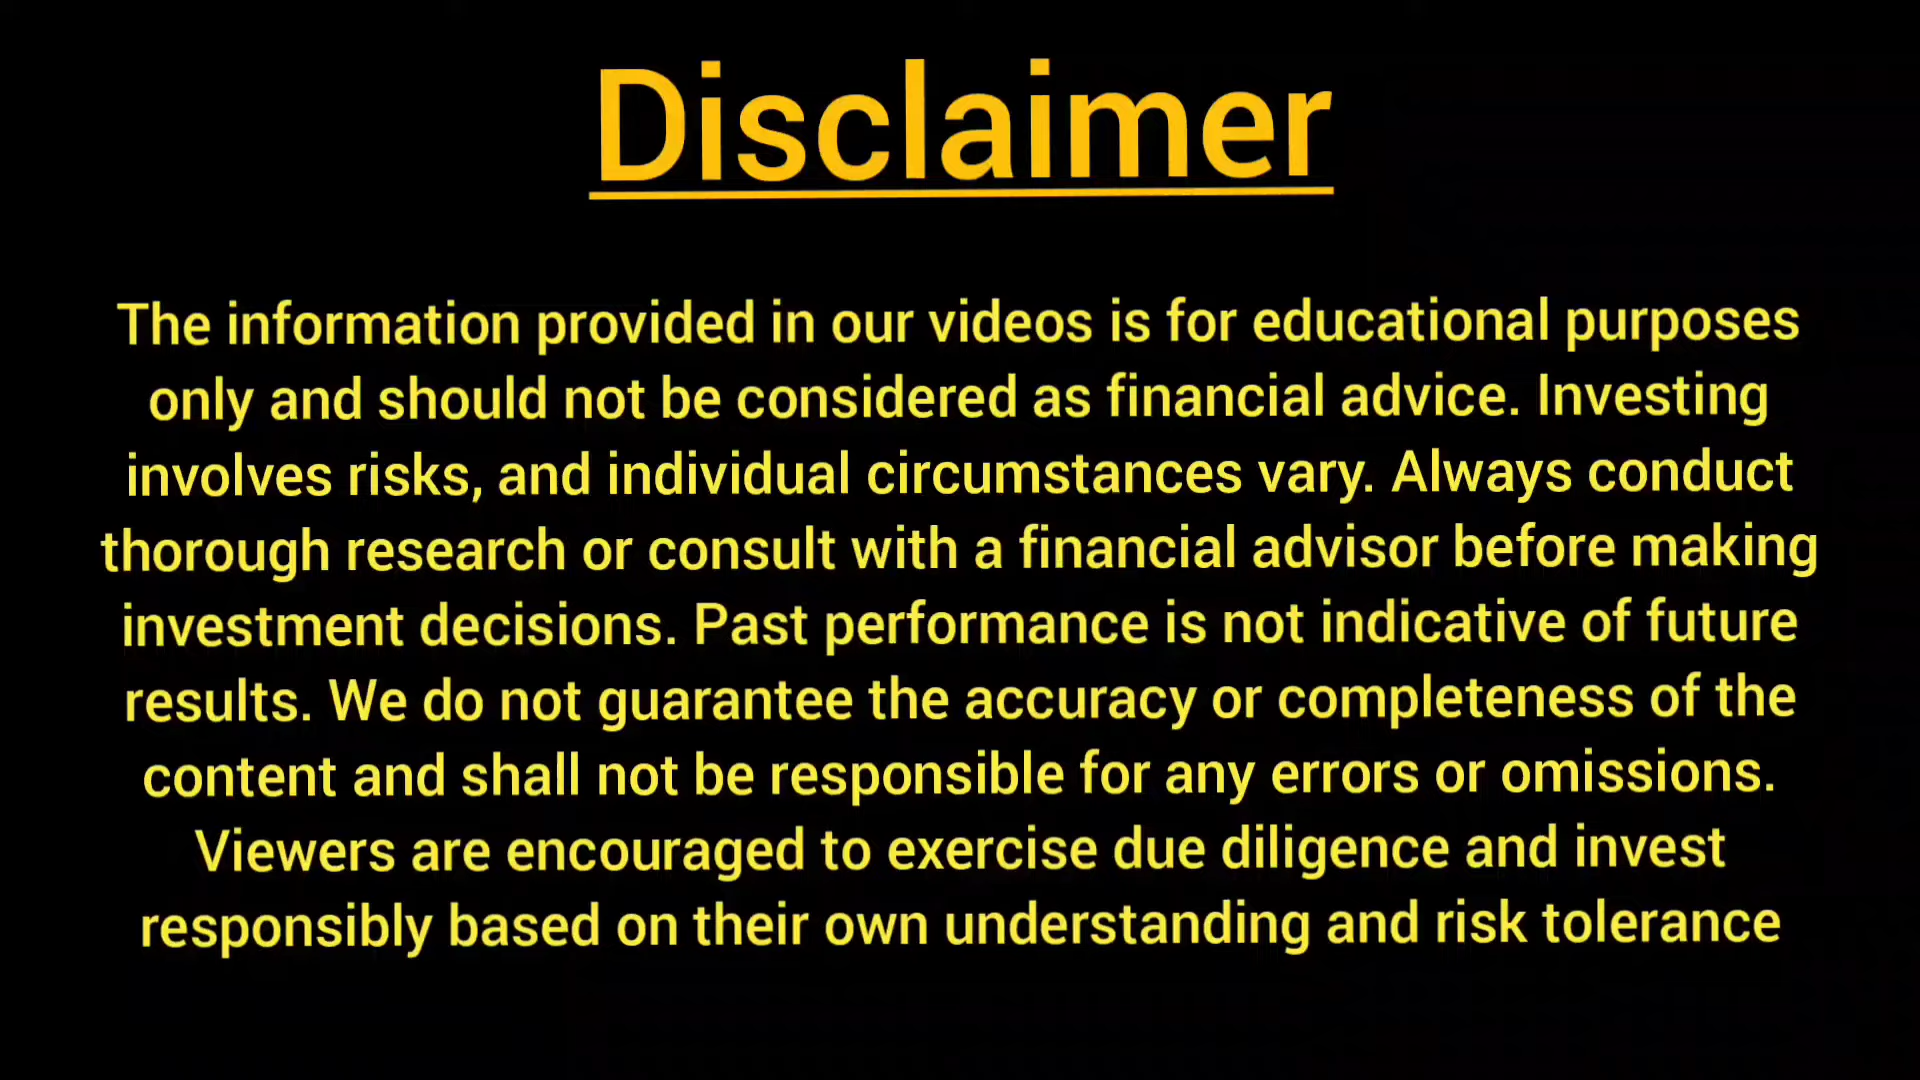 Disclaimer
The information provided in our videos is for educational purposes
only and should not be considered as financial advice. Investing
involves risks, and individual circumstances vary. Always conduct
thorough research or consult with a financial advisor before making
investment decisions. Past performance is not indicative of future
results. We do not guarantee the accuracy or completeness of the
content and shall not be responsible for any errors or omissions.
Viewers are encouraged to exercise due diligence and invest
responsibly based on their own understanding and risk tolerance